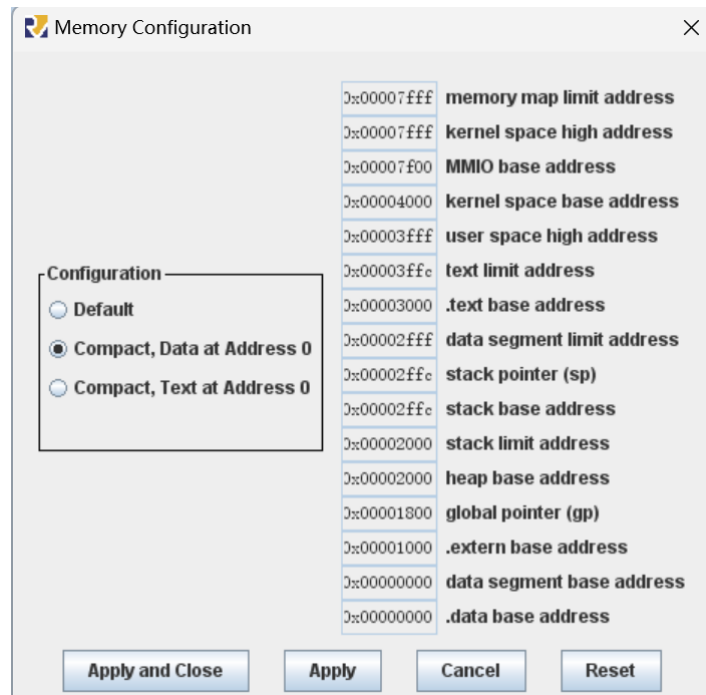 Memory Configuration
0x00007fff memory map limit address
0x00007fff kernel space high address
0x00007f00 MMIO base address
0x00004000 kernel space base address
0x00003fff user space high address
Configuration
0x00003ffc text limit address
Default
0x00003000 .text base address
0x00002fff data segment limit address
Compact, Data at Address 0
0x00002ffc stack pointer (sp)
Compact, Text at Address 0
0x00002ffc stack base address
0x00002000 stack limit address
0x00002000 heap base address
0x00001800 global pointer (gp)
0x00001000 .extern base address
0x00000000 data segment base address
0x00000000 .data base address
Apply and Close Apply Cancel Reset